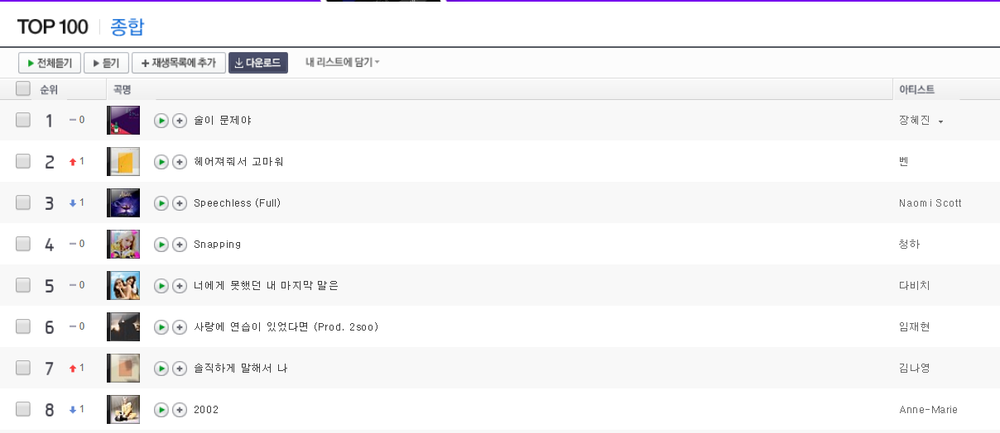 TOP 100 종합
전체듣기 듣기 재생목록에 추가 다운로드 내 리스트에 담기
순위 곡명 아티스트
1 0 술이 문제야 장혜진
2 1 헤어져줘서 고마워 벤
3 1 Speechless (Full) Naomi Scott
4 0 Snapping 청하
5 0 너에게 못했던 내 마지막 말은 다비치
6 0 사랑에 연습이 있었다면 (Prod. 2soo) 임재현
7 1 솔직하게 말해서 나 김나영
8 1 2002 Anne-Marie